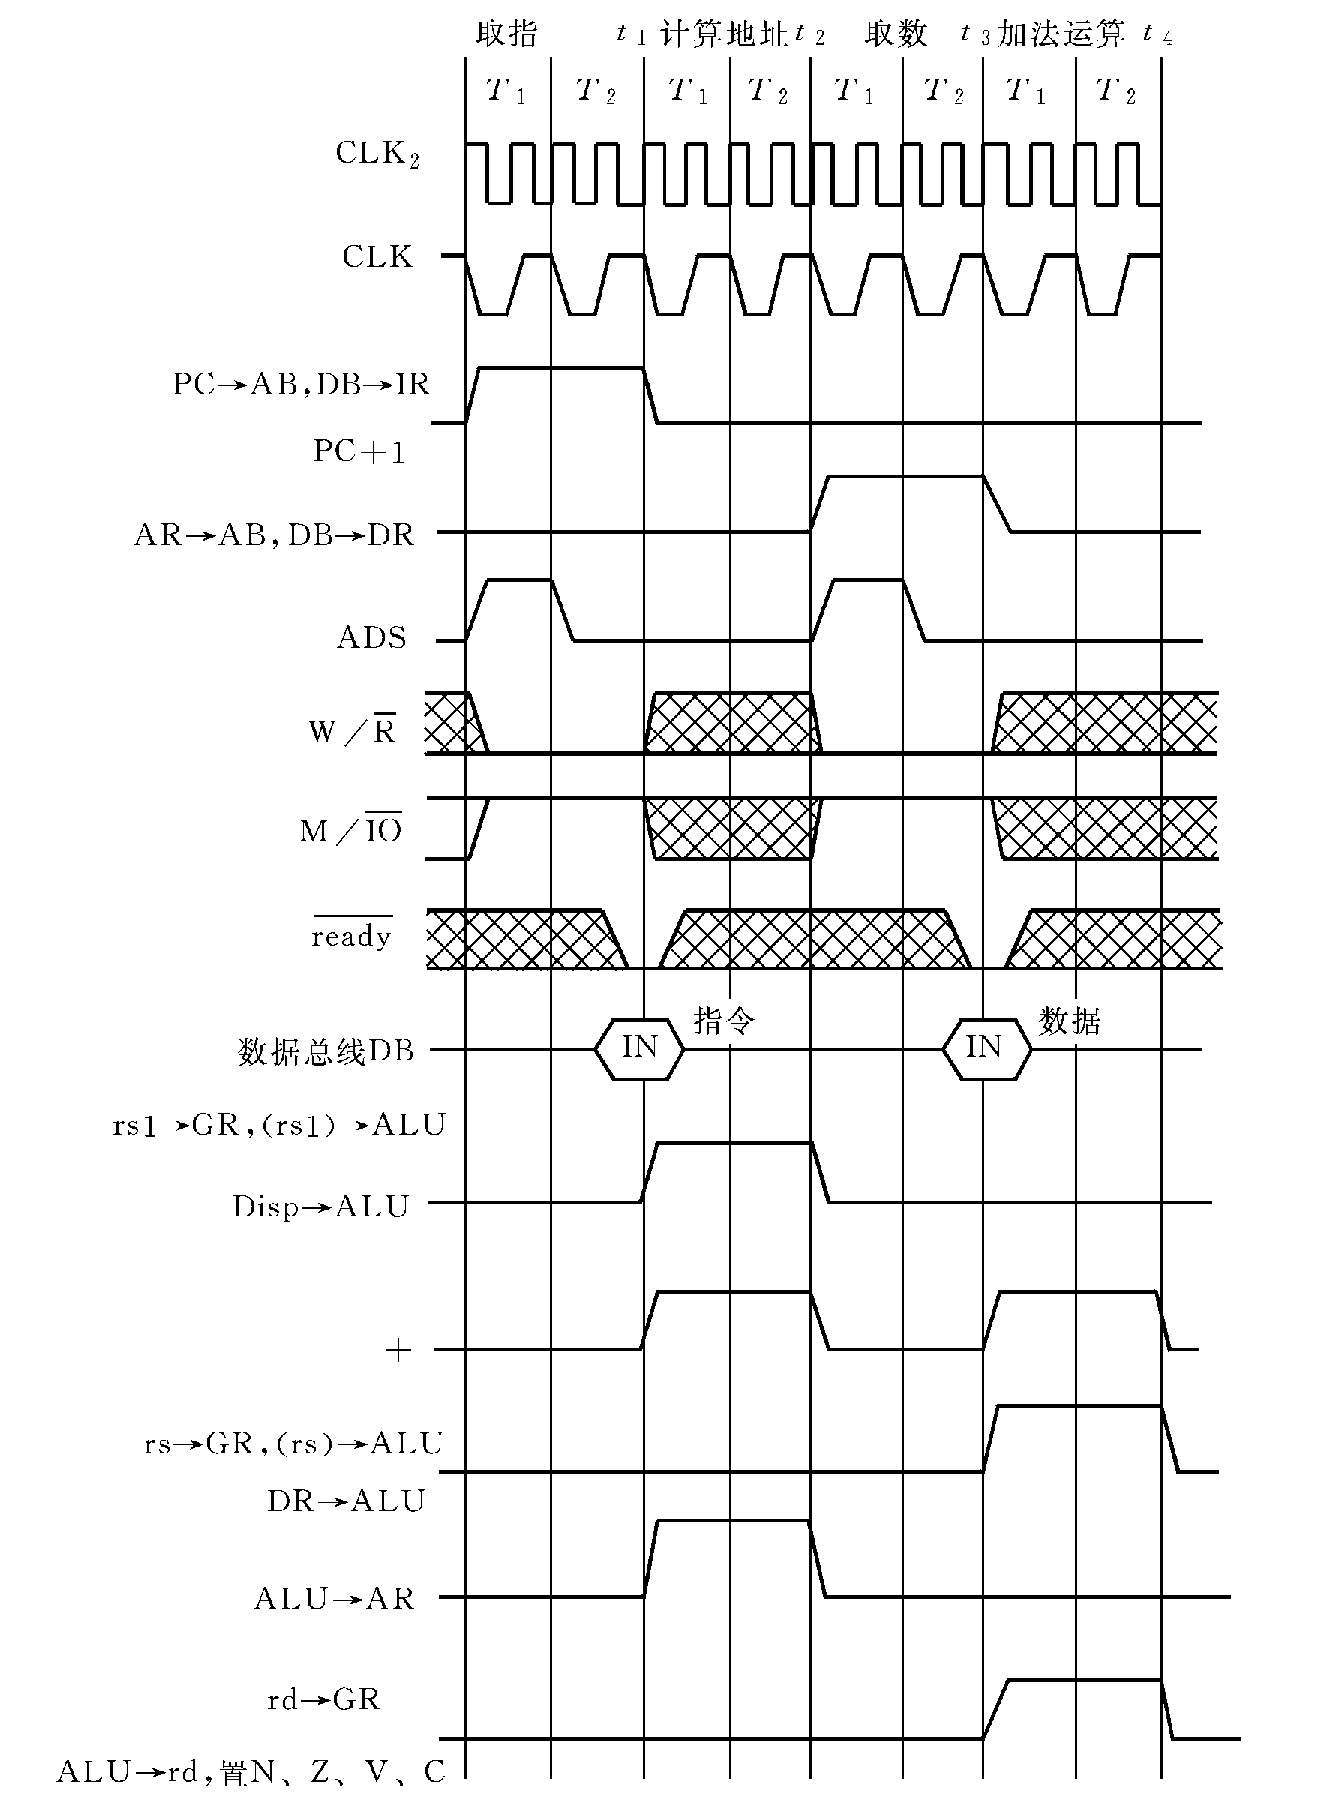 取指 t1 计算地址 t2 取数 t3 加法运算 t4
T1 T2 T1 T2 T1 T2 T1 T2
CLK2
CLK
PC→AB,DB→IR
PC+1
AR→AB,DB→DR
ADS
W/R̅
M/I̅O̅
r̅e̅a̅d̅y̅
指令 数据
数据总线DB IN IN
rs1→GR,(rs1)→ALU
Disp→ALU
+
rs→GR,(rs)→ALU
DR→ALU
ALU→AR
rd→GR
ALU→rd,置N、Z、V、C